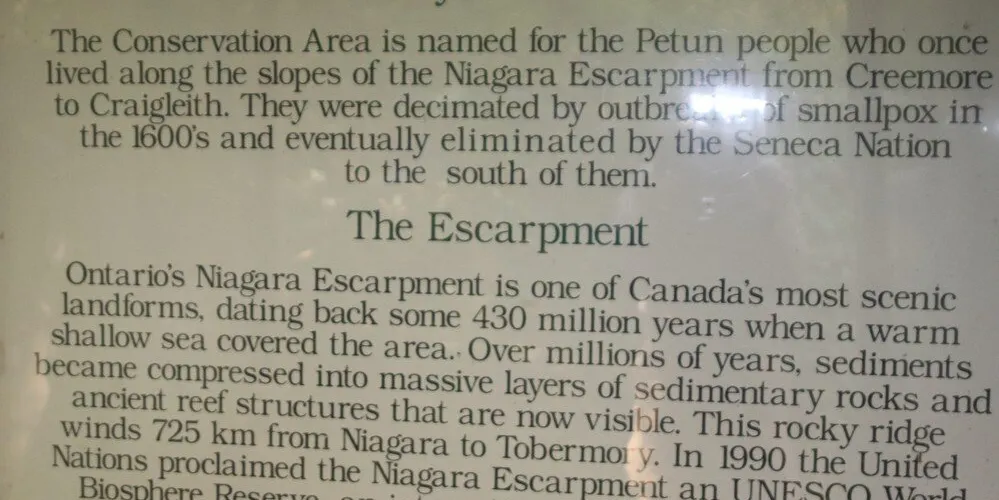 The Conservation Area is named for the Petun people who once
lived along the slopes of the Niagara Escarpment from Creemore
to Craigleith. They were decimated by outbreaks of smallpox in
the 1600's and eventually eliminated by the Seneca Nation
to the south of them.
The Escarpment
Ontario's Niagara Escarpment is one of Canada's most scenic
landforms, dating back some 430 million years when a warm
shallow sea covered the area. Over millions of years, sediments
became compressed into massive layers of sedimentary rocks and
ancient reef structures that are now visible. This rocky ridge
winds 725 km from Niagara to Tobermory. In 1990 the United
Nations proclaimed the Niagara Escarpment an UNESCO World
Biosphere Reserve,